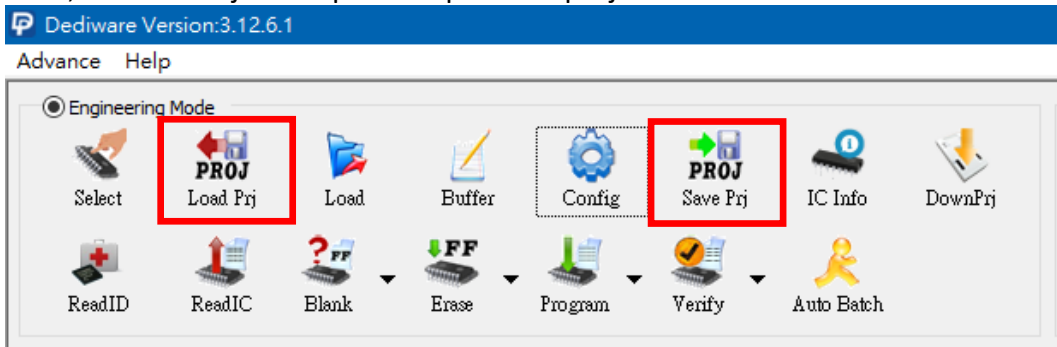 Dediware Version:3.12.6.1
Advance Help
Engineering Mode
PROJ PROJ
Select Load Prj Load Buffer Config Save Prj IC Info DownPrj
? FF FF
ReadID ReadIC Blank Erase Program Verify Auto Batch